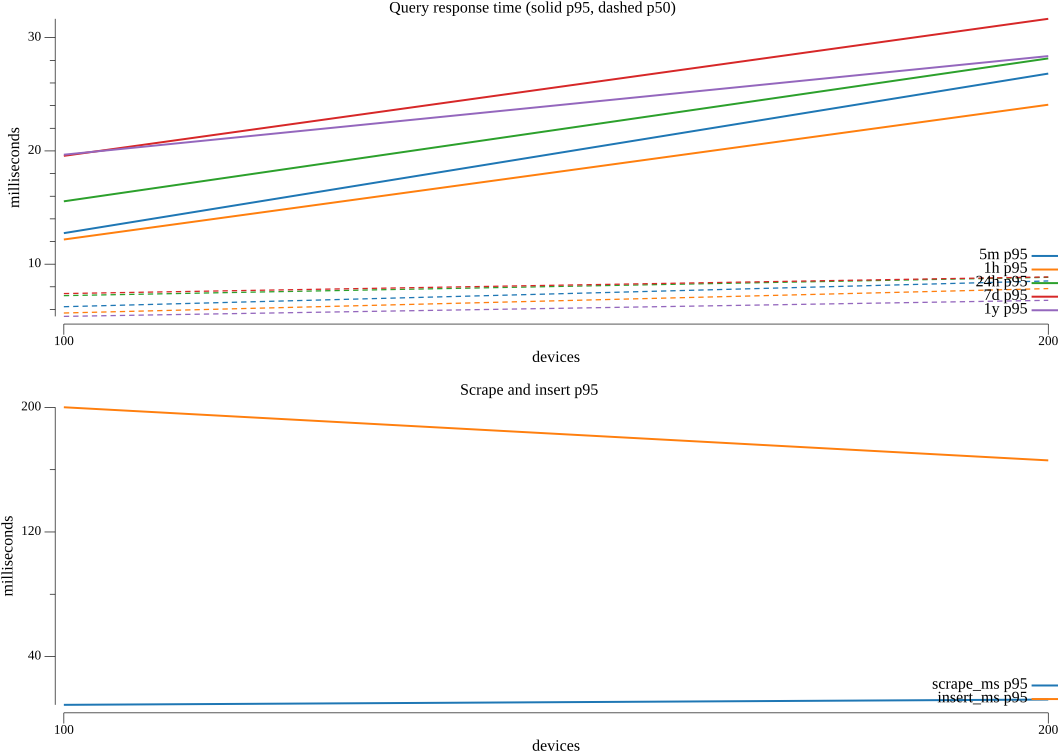 Query response time (solid p95, dashed p50)
30
20
10
milliseconds
5m p95
1h p95
24h p95
7d p95
1y p95
100
200
devices
Scrape and insert p95
200
120
40
milliseconds
scrape_ms p95
insert_ms p95
100
200
devices